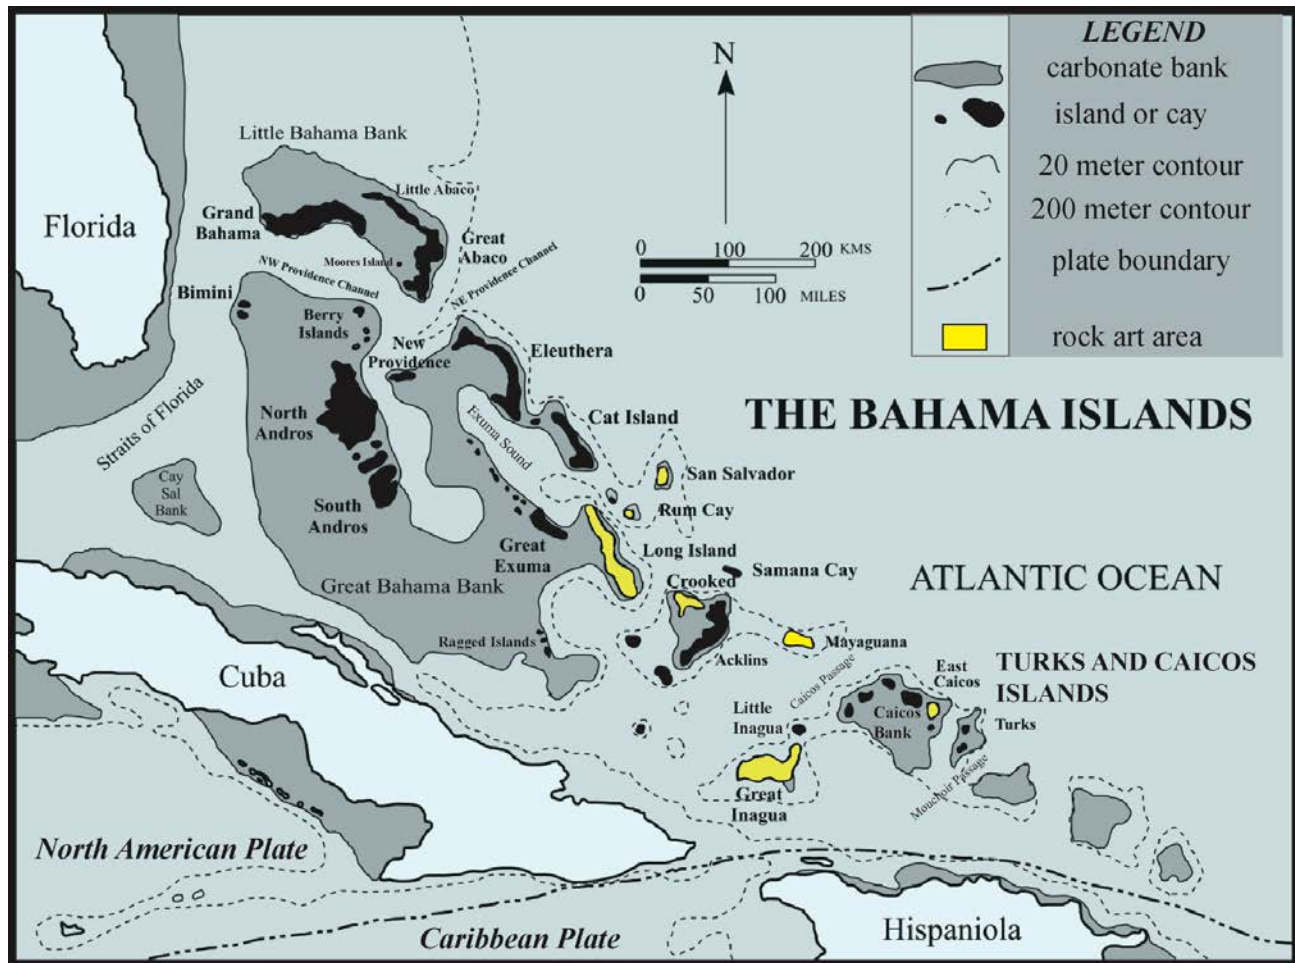 LEGEND
carbonate bank
island or cay
20 meter contour
200 meter contour
plate boundary
rock art area
N
0 100 200 KMS
0 50 100 MILES
THE BAHAMA ISLANDS
ATLANTIC OCEAN
TURKS AND CAICOS
ISLANDS
Florida
Little Bahama Bank
Little Abaco
Grand
Bahama
Great
Abaco
Moores Island
NW Providence Channel
NE Providence Channel
Bimini
Berry
Islands
New
Providence
Eleuthera
Straits of Florida
North
Andros
Exuma Sound
Cat Island
Cay
Sal
Bank
South
Andros
San Salvador
Rum Cay
Great
Exuma
Long Island
Samana Cay
Crooked
Great Bahama Bank
Ragged Islands
Acklins
Mayaguana
Cuba
Caicos Passage
East
Caicos
Little
Inagua
Caicos
Bank
Turks
Mouchoir Passage
Great
Inagua
North American Plate
Caribbean Plate
Hispaniola